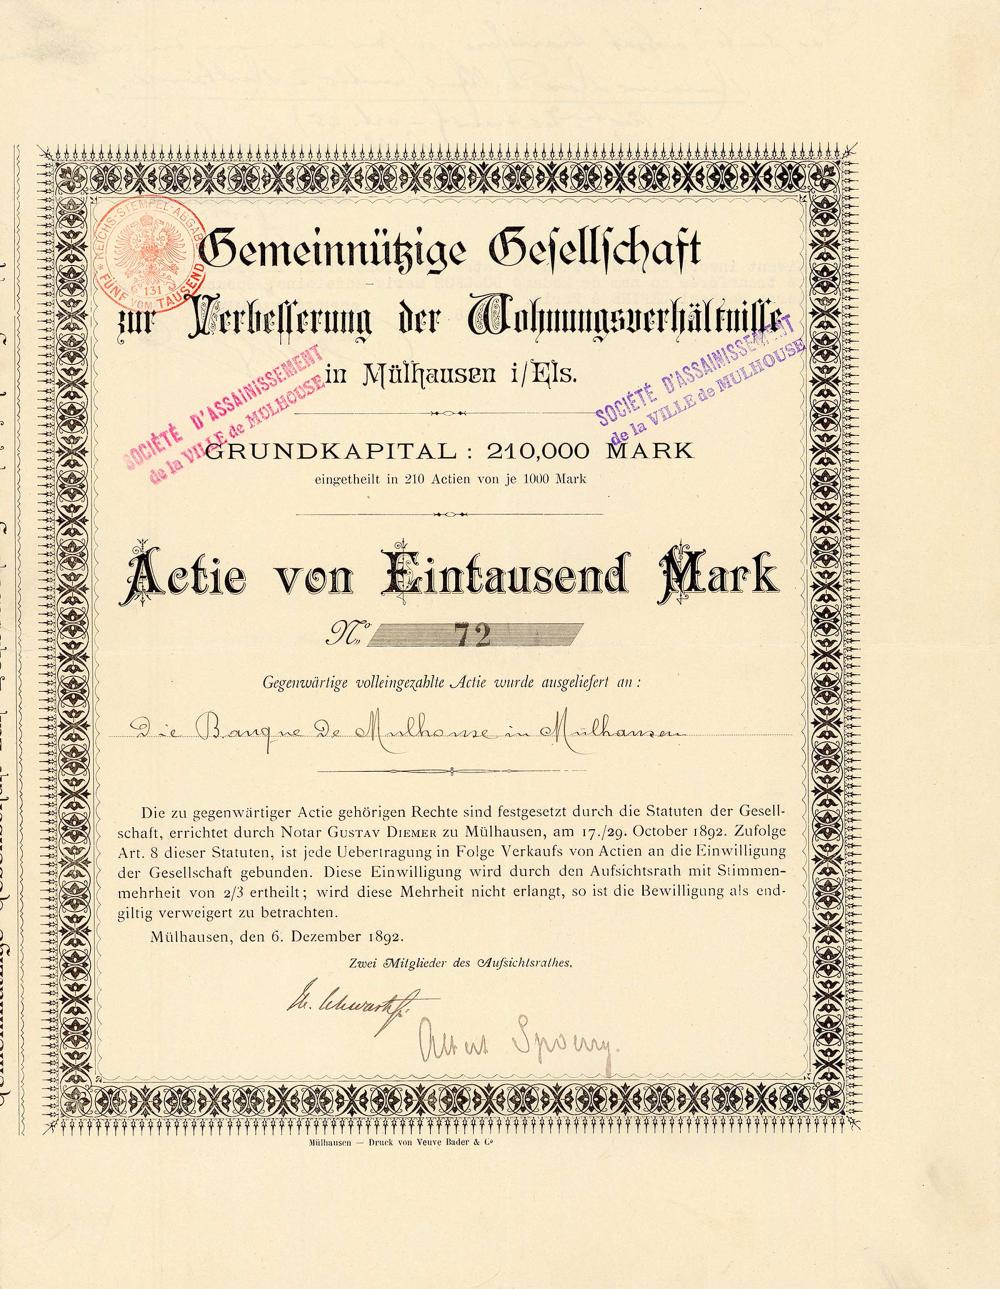 REICHS-STEMPEL-ABGABE
131
FÜNF VOM TAUSEND
Gemeinnützige Gesellschaft
zur Verbesserung der Wohnungsverhältnisse
in Mülhausen i/Els.
SOCIÉTÉ D'ASSAINISSEMENT
de la VILLE de MULHOUSE
SOCIÉTÉ D'ASSAINISSEMENT
de la VILLE de MULHOUSE
GRUNDKAPITAL : 210,000 MARK
eingetheilt in 210 Actien von je 1000 Mark
Actie von Eintausend Mark
No 72
Gegenwärtige volleingezahlte Actie wurde ausgeliefert an :
Die Banque De Mulhouse in Mülhausen
Die zu gegenwärtiger Actie gehörigen Rechte sind festgesetzt durch die Statuten der Gesell-
schaft, errichtet durch Notar GUSTAV DIEMER zu Mülhausen, am 17./29. October 1892. Zufolge
Art. 8 dieser Statuten, ist jede Uebertragung in Folge Verkaufs von Actien an die Einwilligung
der Gesellschaft gebunden. Diese Einwilligung wird durch den Aufsichtsrath mit Stimmen-
mehrheit von 2/3 ertheilt; wird diese Mehrheit nicht erlangt, so ist die Bewilligung als end-
giltig verweigert zu betrachten.
Mülhausen, den 6. Dezember 1892.
Zwei Mitglieder des Aufsichtsrathes,
Albert Spoerry.
Mülhausen — Druck von Veuve Bader & Co